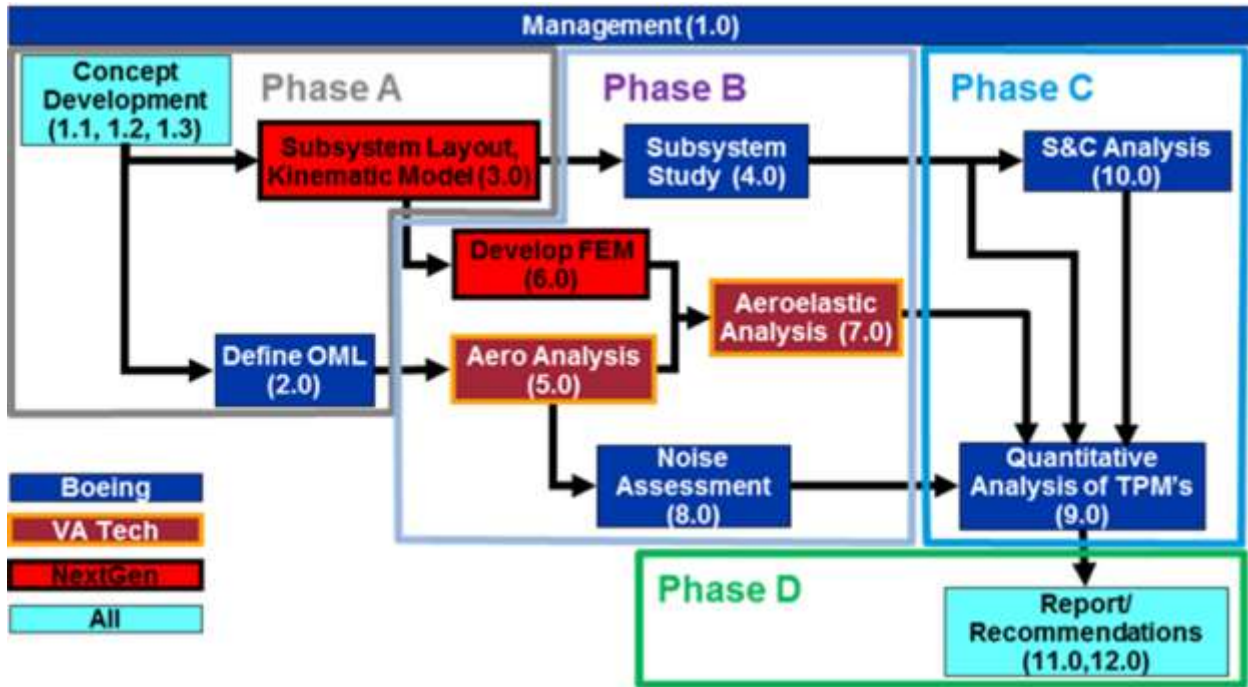 Management (1.0)
Concept
Development
(1.1, 1.2, 1.3)
Phase A
Phase B
Phase C
Subsystem Layout,
Kinematic Model (3.0)
Subsystem
Study (4.0)
S&C Analysis
(10.0)
Develop FEM
(6.0)
Aeroelastic
Analysis (7.0)
Define OML
(2.0)
Aero Analysis
(5.0)
Noise
Assessment
(8.0)
Quantitative
Analysis of TPM's
(9.0)
Boeing
VA Tech
NextGen
All
Phase D
Report/
Recommendations
(11.0,12.0)